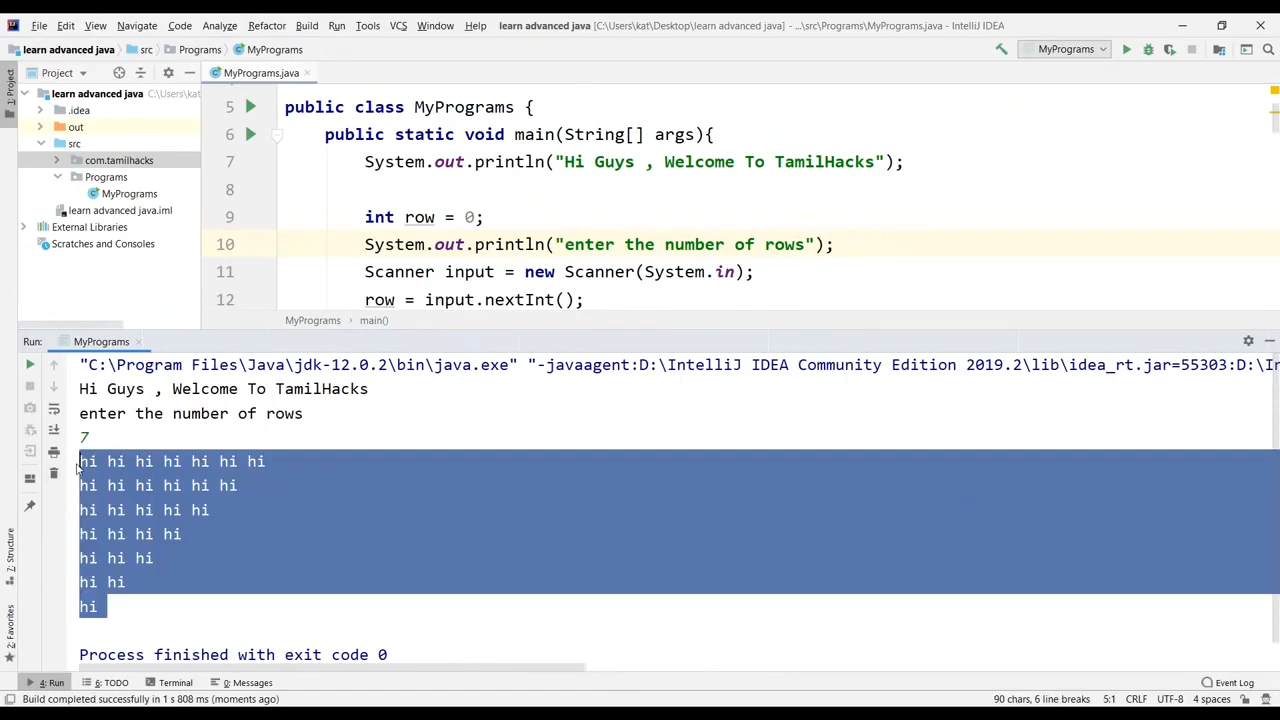 File Edit View Navigate Code Analyze Refactor Build Run Tools VCS Window Help learn advanced java [C:\Users\kat\Desktop\learn advanced java] - ...\src\Programs\MyPrograms.java - IntelliJ IDEA
learn advanced java src Programs MyPrograms MyPrograms
1: Project
Project
MyPrograms.java
learn advanced java C:\Users\kat
.idea
out
src
com.tamilhacks
Programs
MyPrograms
learn advanced java.iml
External Libraries
Scratches and Consoles
5 public class MyPrograms {
6 public static void main(String[] args){
7 System.out.println("Hi Guys , Welcome To TamilHacks");
8
9 int row = 0;
10 System.out.println("enter the number of rows");
11 Scanner input = new Scanner(System.in);
12 row = input.nextInt();
MyPrograms main()
Run: MyPrograms
"C:\Program Files\Java\jdk-12.0.2\bin\java.exe" "-javaagent:D:\IntelliJ IDEA Community Edition 2019.2\lib\idea_rt.jar=55303:D:\In
Hi Guys , Welcome To TamilHacks
enter the number of rows
7
hi hi hi hi hi hi hi
hi hi hi hi hi hi
hi hi hi hi hi
hi hi hi hi
hi hi hi
hi hi
hi
Process finished with exit code 0
7: Structure
2: Favorites
4: Run 6: TODO Terminal 0: Messages Event Log
Build completed successfully in 1 s 808 ms (moments ago) 90 chars, 6 line breaks 5:1 CRLF UTF-8 4 spaces